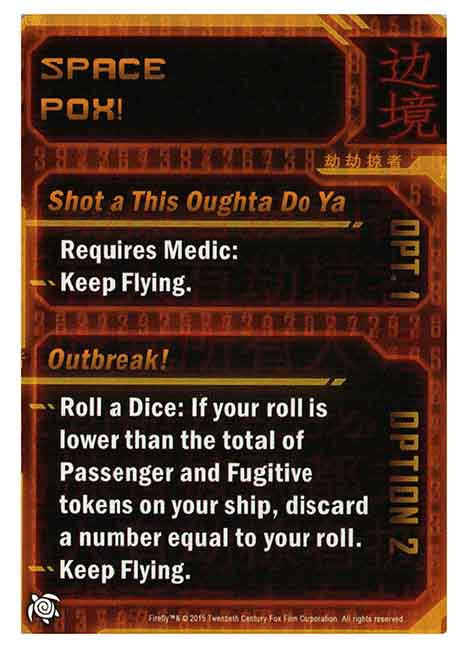 SPACE
POX!
边境
劫劫掠者
Shot a This Oughta Do Ya
Requires Medic:
Keep Flying.
OPT. 1
Outbreak!
Roll a Dice: If your roll is
lower than the total of
Passenger and Fugitive
tokens on your ship, discard
a number equal to your roll.
Keep Flying.
OPTION 2
Firefly™& © 2015 Twentieth Century Fox Film Corporation. All rights reserved.